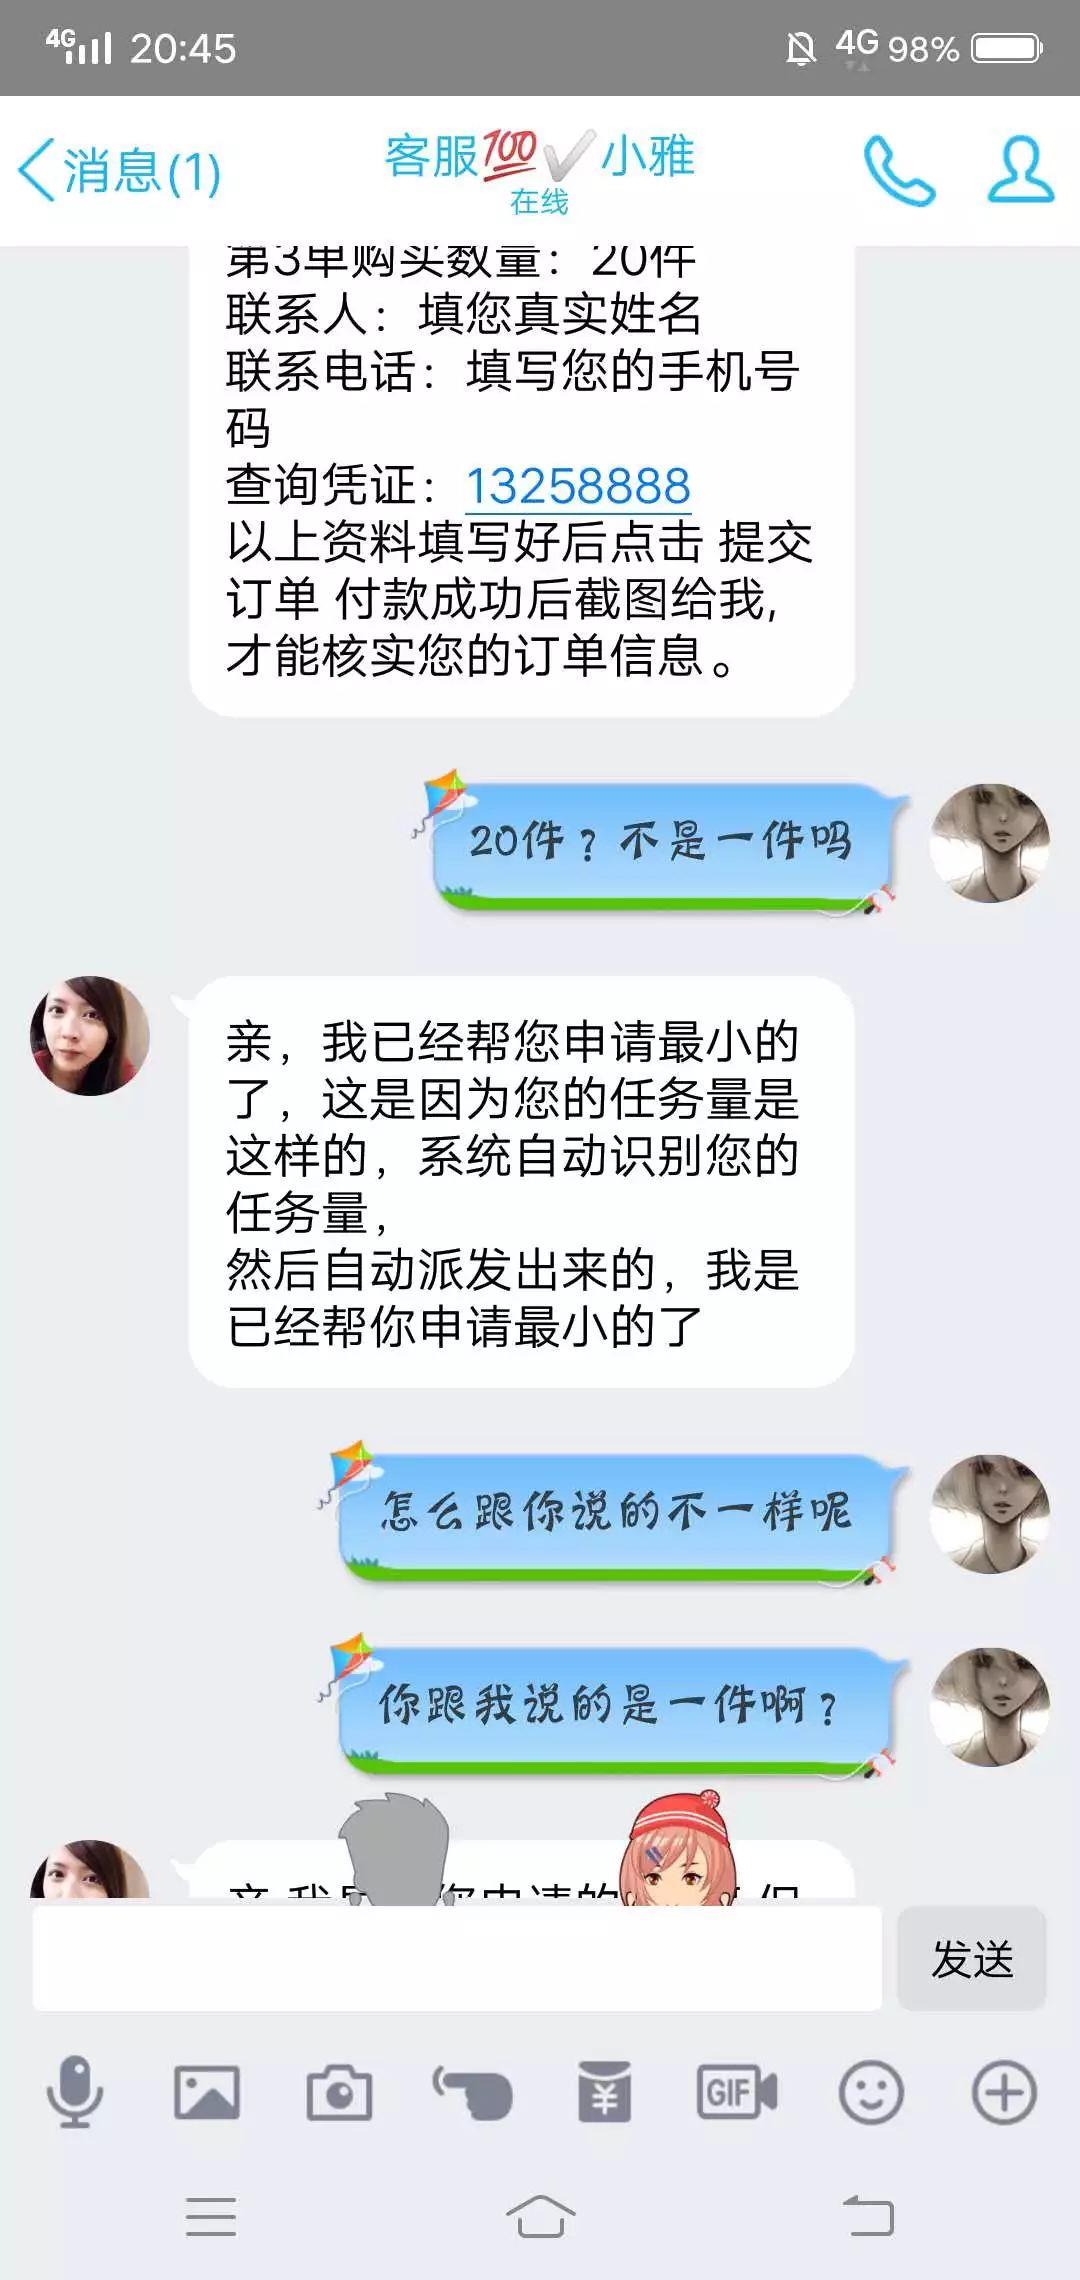 4G 20:45 4G 98%
消息(1)
客服💯✔小雅
在线
第3单购买数量：20件
联系人：填您真实姓名
联系电话：填写您的手机号
码
查询凭证：13258888
以上资料填写好后点击 提交
订单 付款成功后截图给我,
才能核实您的订单信息。
20件？不是一件吗
亲，我已经帮您申请最小的
了，这是因为您的任务量是
这样的，系统自动识别您的
任务量，
然后自动派发出来的，我是
已经帮你申请最小的了
怎么跟你说的不一样呢
你跟我说的是一件啊？
您申请的
发送
¥
GIF